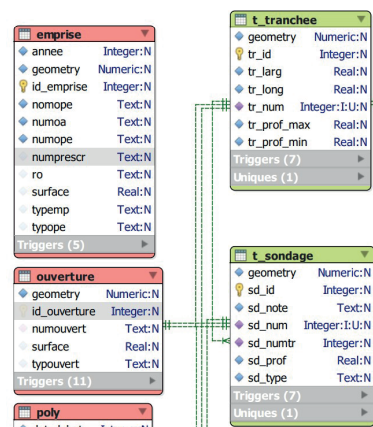 emprise
annee Integer:N
geometry Numeric:N
id_emprise Integer:N
nomope Text:N
numoa Text:N
numope Text:N
numprescr Text:N
ro Text:N
surface Real:N
typemp Text:N
typope Text:N
Triggers (5)
ouverture
geometry Numeric:N
id_ouverture Integer:N
numouvert Text:N
surface Real:N
typouvert Text:N
Triggers (11)
poly
t_tranchee
geometry Numeric:N
tr_id Integer:N
tr_larg Real:N
tr_long Real:N
tr_num Integer:I:U:N
tr_prof_max Real:N
tr_prof_min Real:N
Triggers (7)
Uniques (1)
t_sondage
geometry Numeric:N
sd_id Integer:N
sd_note Text:N
sd_num Integer:I:U:N
sd_numtr Integer:N
sd_prof Real:N
sd_type Text:N
Triggers (7)
Uniques (1)